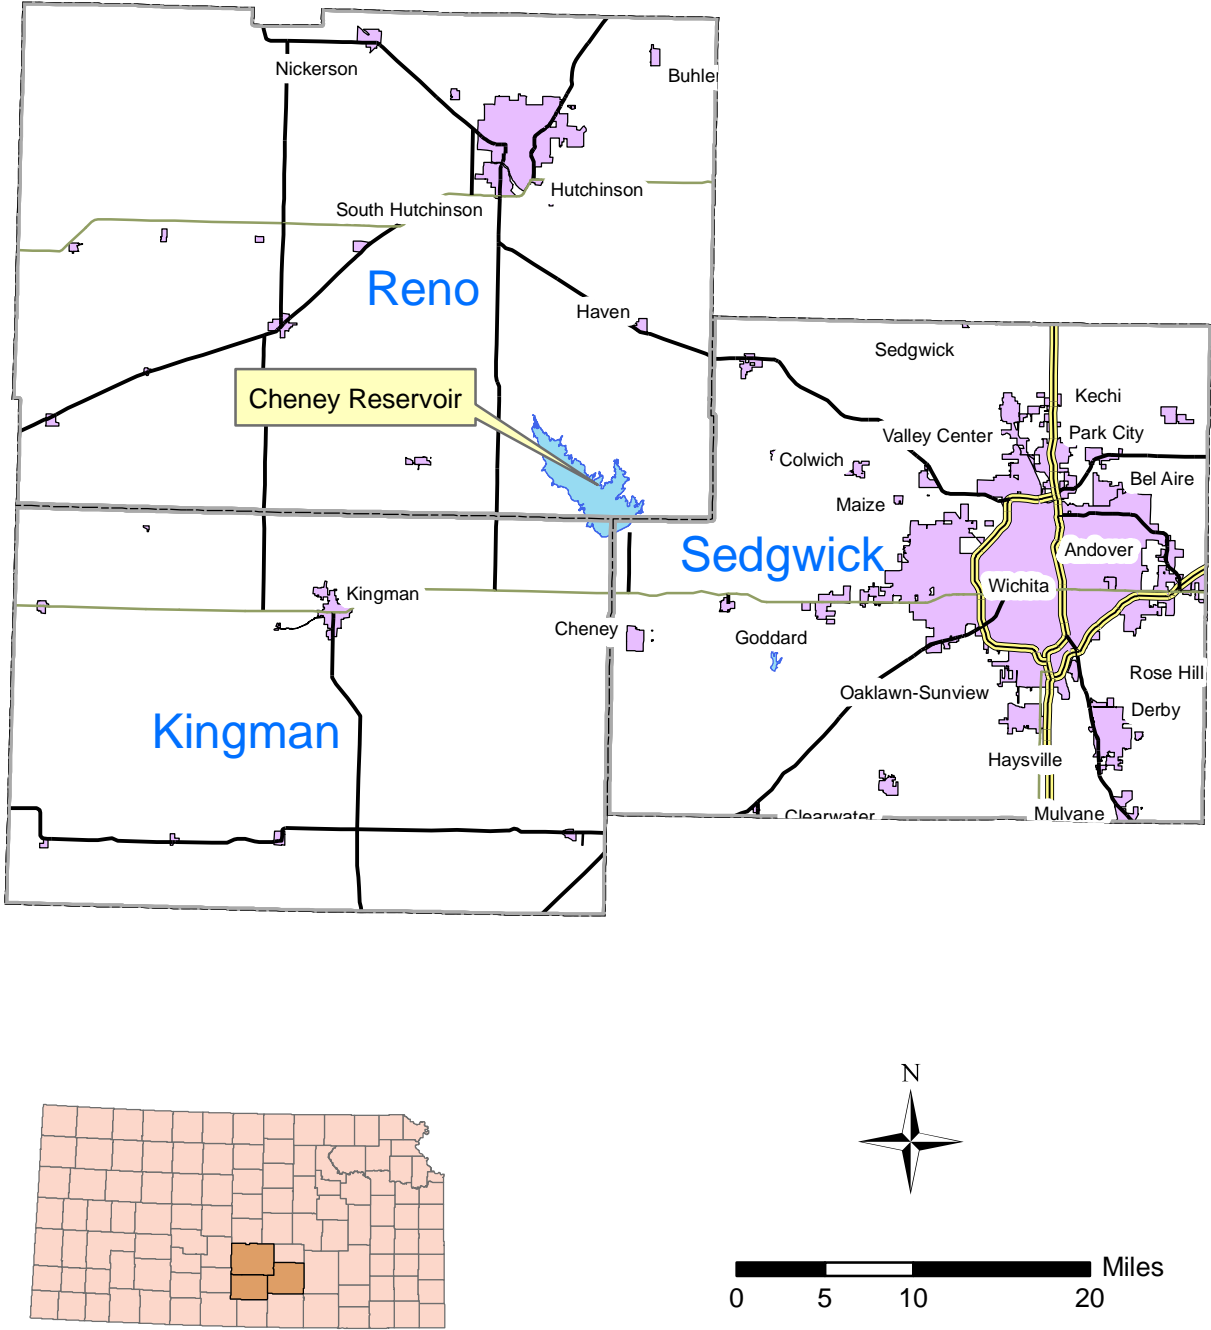 Nickerson
Buhle
Hutchinson
South Hutchinson
Reno
Haven
Sedgwick
Cheney Reservoir
Kechi
Valley Center
Park City
Colwich
Bel Aire
Maize
Sedgwick
Andover
Wichita
Kingman
Cheney
Goddard
Rose Hill
Oaklawn-Sunview
Derby
Kingman
Haysville
Clearwater
Mulvane
N
Miles
0 5 10 20